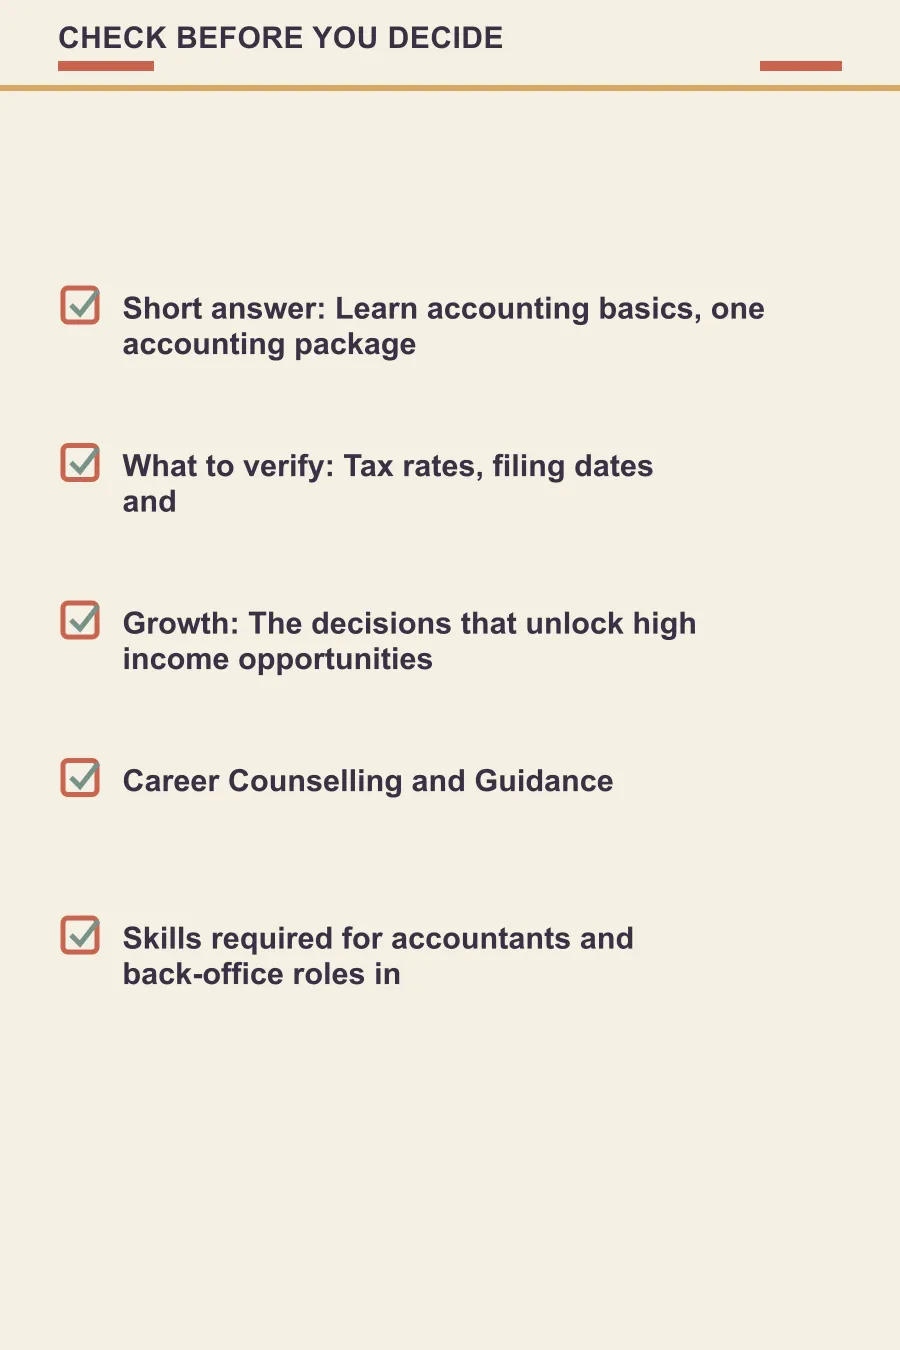 CHECK BEFORE YOU DECIDE
Short answer: Learn accounting basics, one
accounting package
What to verify: Tax rates, filing dates
and
Growth: The decisions that unlock high
income opportunities
Career Counselling and Guidance
Skills required for accountants and
back-office roles in